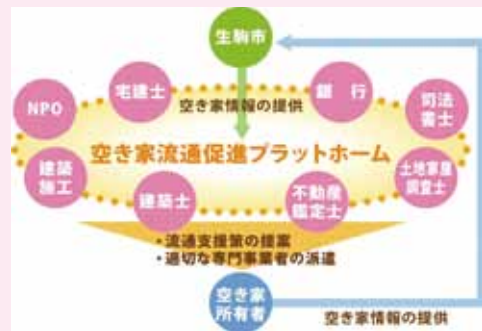 生駒市
宅建士
銀行
NPO
空き家情報の提供
司法
書士
空き家流通促進プラットホーム
建築
施工
建築士
不動産
鑑定士
土地家屋
調査士
・流通支援策の提案
・適切な専門事業者の派遣
空き家
所有者
空き家情報の提供